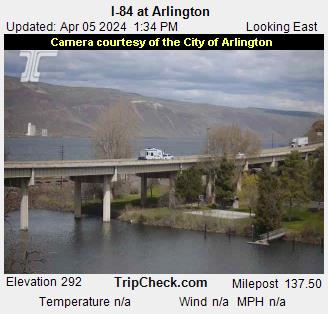 I-84 at Arlington
Updated: Apr 05 2024 1:34 PM Looking East
Camera courtesy of the City of Arlington
Elevation 292 TripCheck.com Milepost 137.50
Temperature n/a Wind n/a MPH n/a